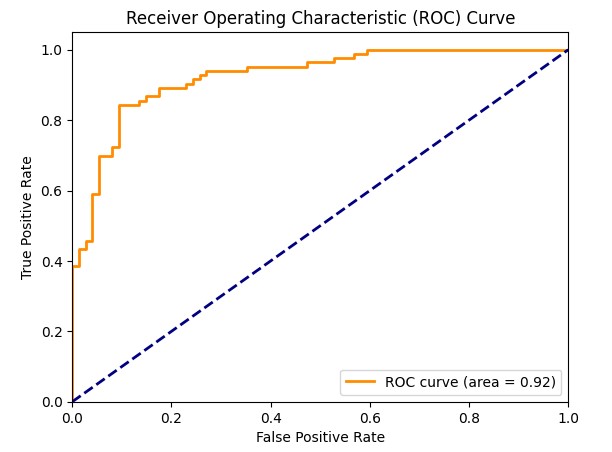 Receiver Operating Characteristic (ROC) Curve
1.0
0.8
0.6
0.4
0.2
0.0
True Positive Rate
ROC curve (area = 0.92)
0.0 0.2 0.4 0.6 0.8 1.0
False Positive Rate